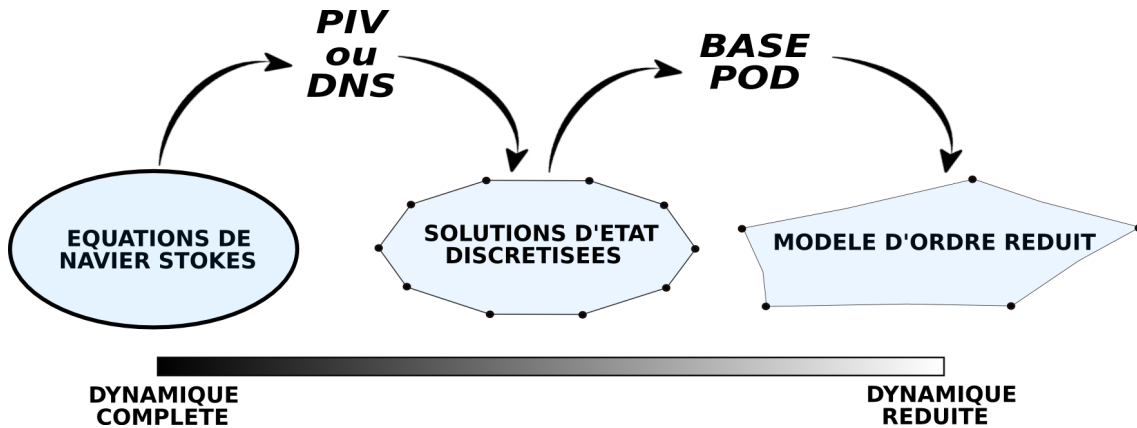 PIV
ou
DNS
BASE
POD
EQUATIONS DE
NAVIER STOKES
SOLUTIONS D'ETAT
DISCRETISEES
MODELE D'ORDRE REDUIT
DYNAMIQUE
COMPLETE
DYNAMIQUE
REDUITE